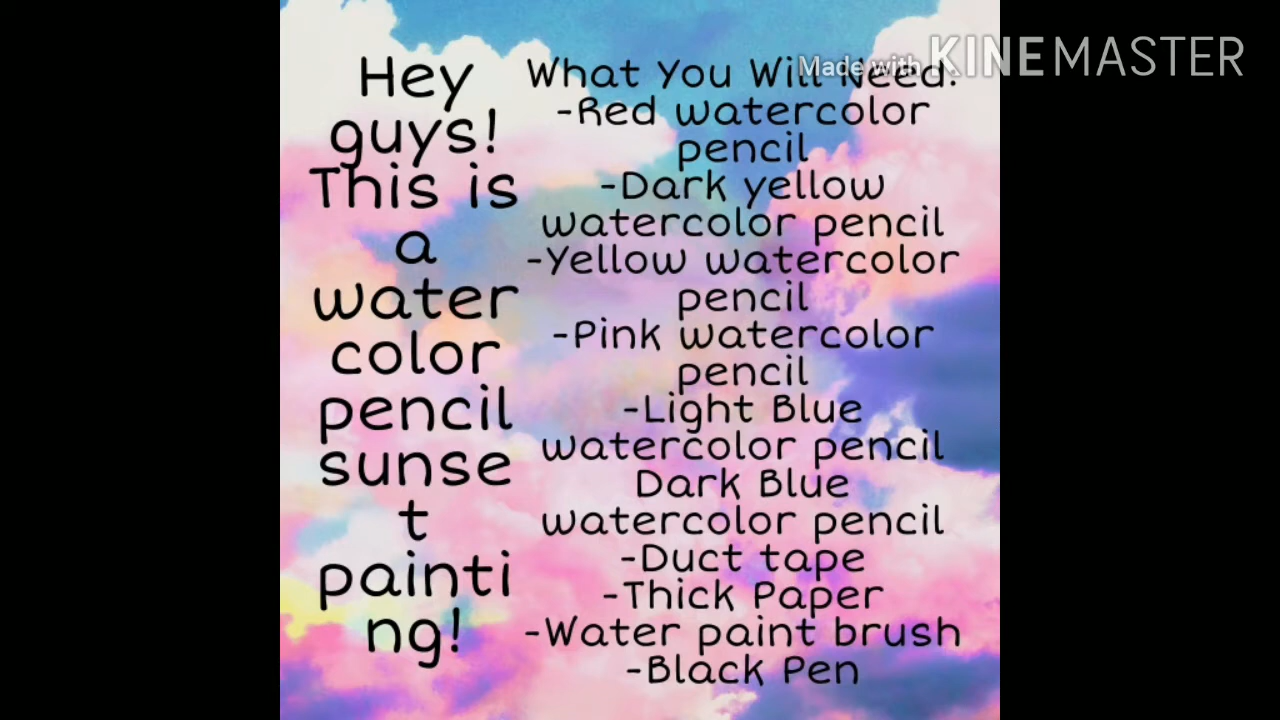 Hey
guys!
This is
a
water
color
pencil
sunse
t
painti
ng!
What You Will Need:
-Red watercolor
pencil
-Dark yellow
watercolor pencil
-Yellow watercolor
pencil
-Pink watercolor
pencil
-Light Blue
watercolor pencil
Dark Blue
watercolor pencil
-Duct tape
-Thick Paper
-Water paint brush
-Black Pen
Made with KINEMASTER